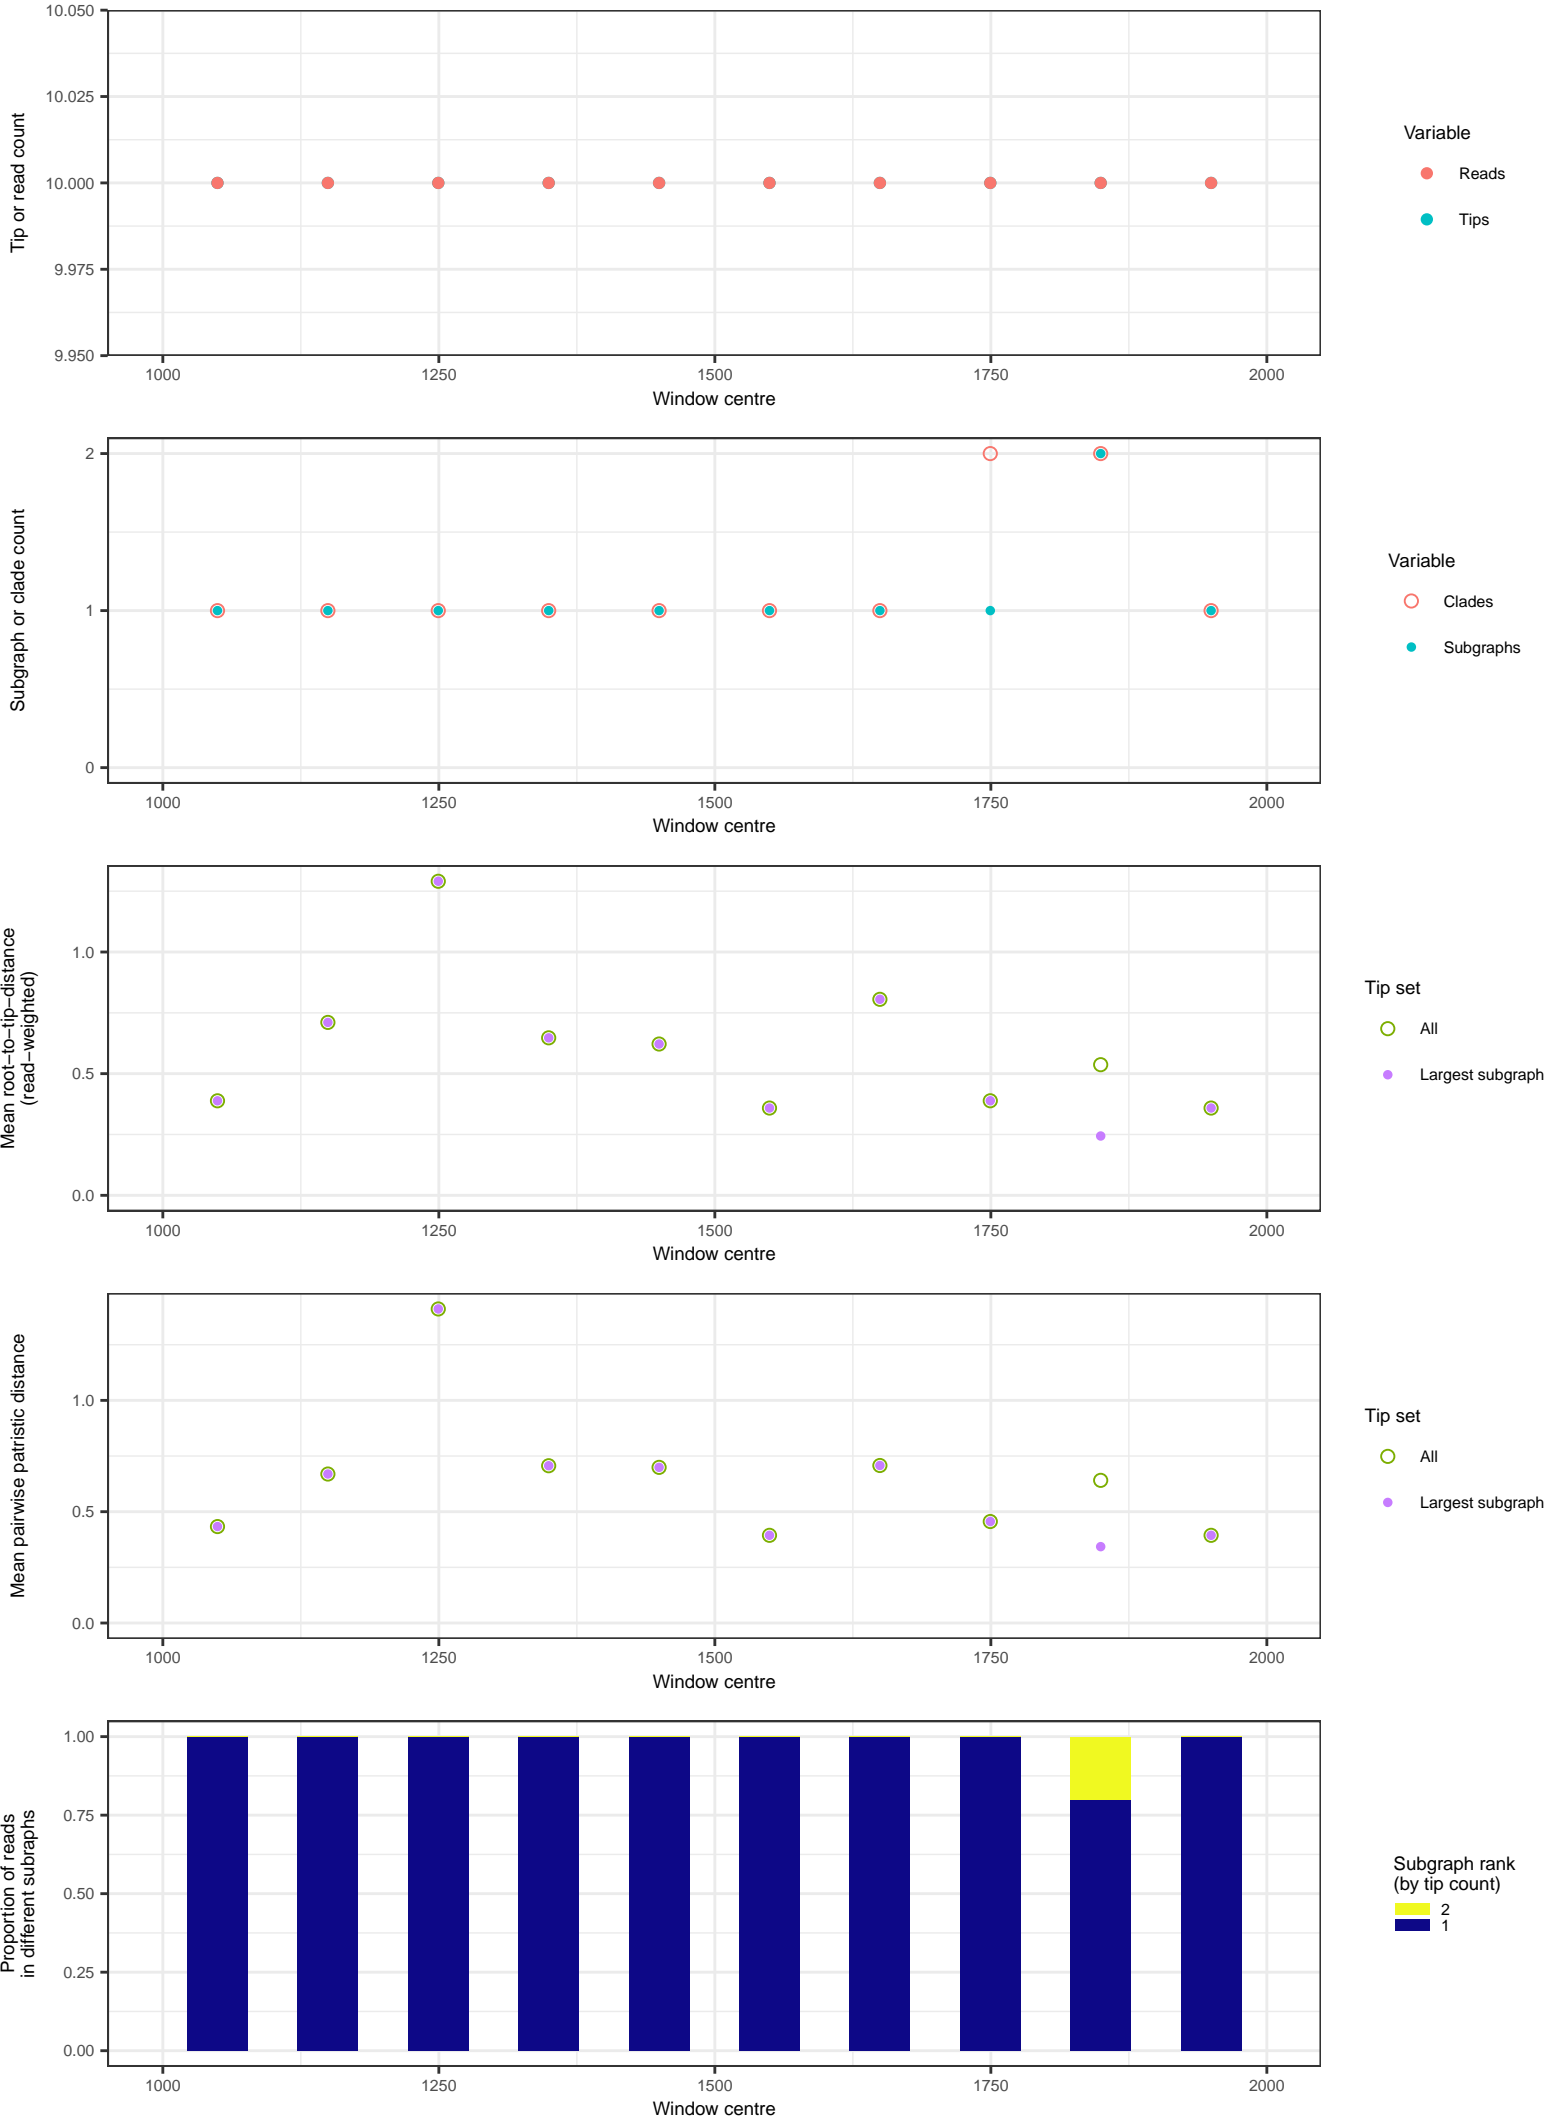 10.050
10.025
10.000
9.975
9.950
Tip or read count
1000 1250 1500 1750 2000
Window centre
Variable
Reads
Tips
2
1
0
Subgraph or clade count
1000 1250 1500 1750 2000
Window centre
Variable
Clades
Subgraphs
1.0
0.5
0.0
Mean root−to−tip−distance
(read−weighted)
1000 1250 1500 1750 2000
Window centre
Tip set
All
Largest subgraph
1.0
0.5
0.0
Mean pairwise patristic distance
1000 1250 1500 1750 2000
Window centre
Tip set
All
Largest subgraph
1.00
0.75
0.50
0.25
0.00
Proportion of reads
in different subraphs
1000 1250 1500 1750 2000
Window centre
Subgraph rank
(by tip count)
2
1